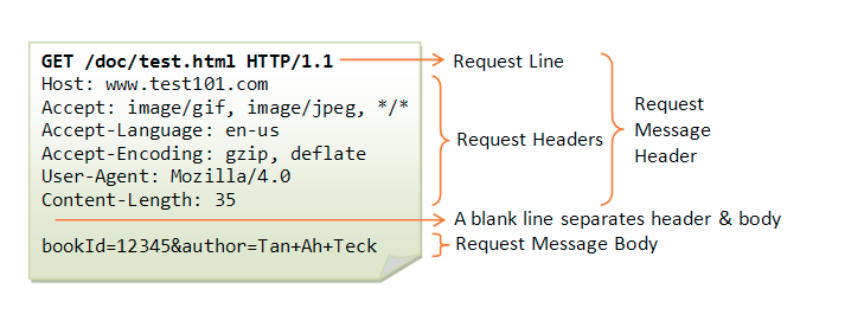 GET /doc/test.html HTTP/1.1
Host: www.test101.com
Accept: image/gif, image/jpeg, */*
Accept-Language: en-us
Accept-Encoding: gzip, deflate
User-Agent: Mozilla/4.0
Content-Length: 35
bookId=12345&author=Tan+Ah+Teck
Request Line
Request Headers
Request
Message
Header
A blank line separates header & body
Request Message Body